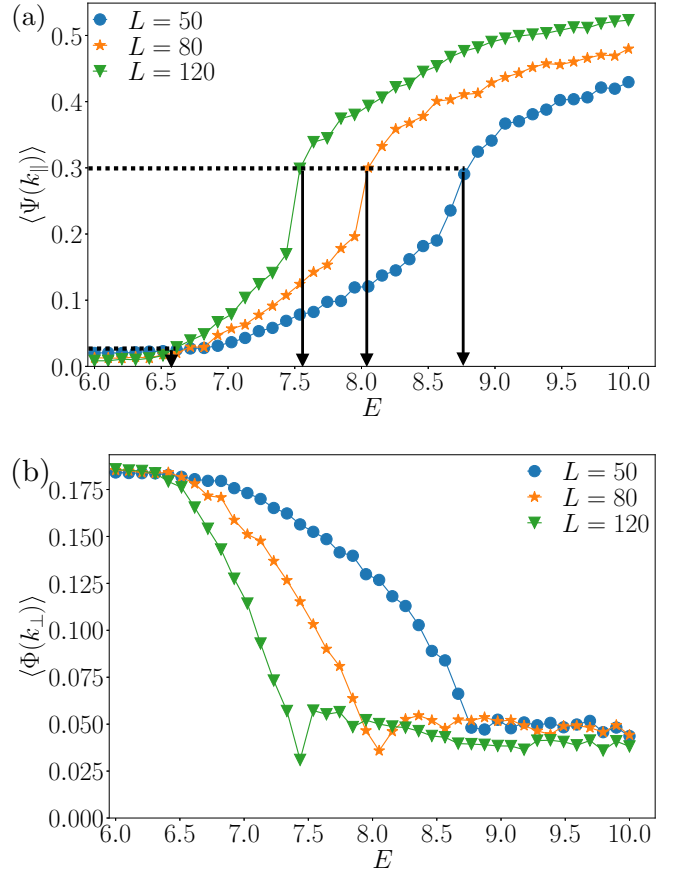 (a)
L = 50
L = 80
L = 120
⟨Ψ(k∥)⟩
0.5
0.4
0.3
0.2
0.1
0.0
6.0 6.5 7.0 7.5 8.0 8.5 9.0 9.5 10.0
E
(b)
L = 50
L = 80
L = 120
⟨Φ(k⊥)⟩
0.175
0.150
0.125
0.100
0.075
0.050
0.025
0.000
6.0 6.5 7.0 7.5 8.0 8.5 9.0 9.5 10.0
E